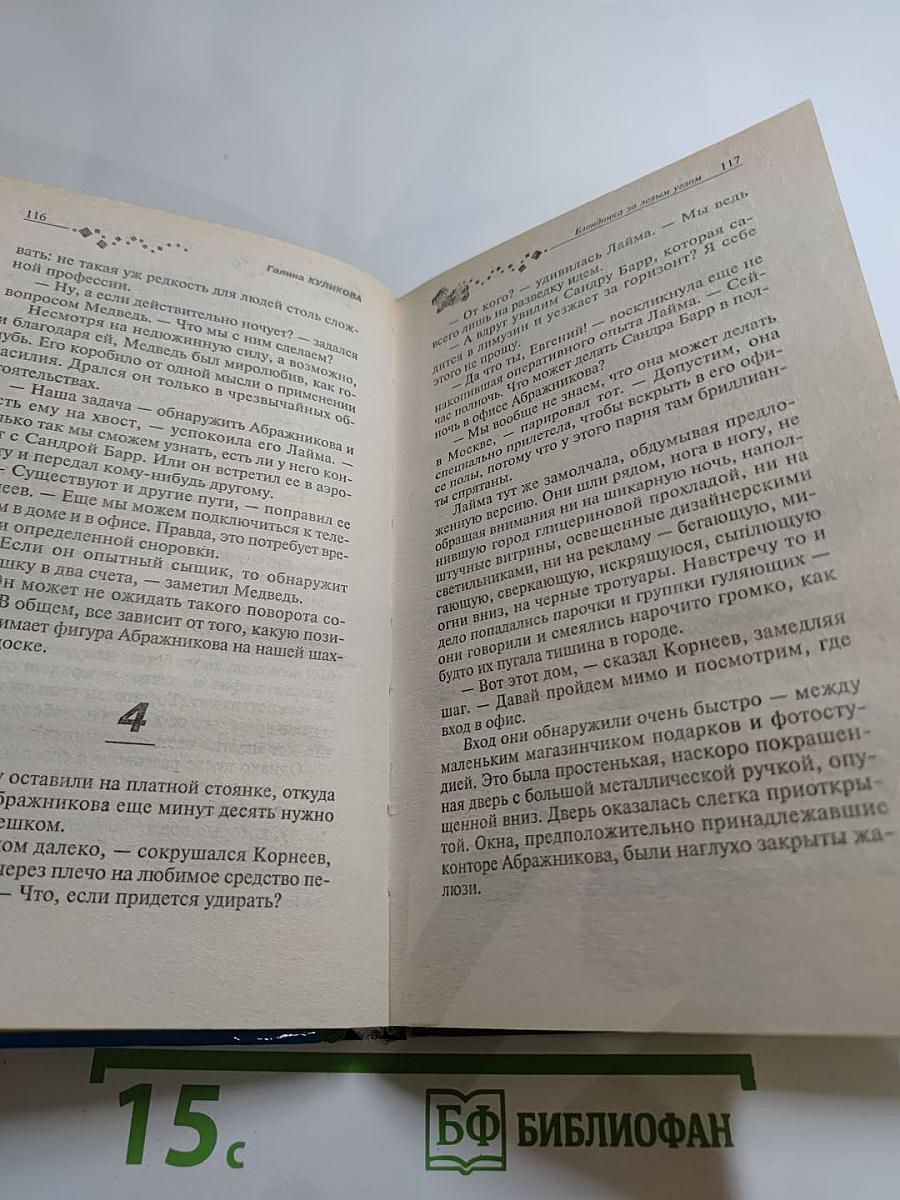 116
Галина КУЛИКОВА
вать: не такая уж редкость для людей столь слож-
ной профессии.
— Ну, а если действительно ночует? — задался
вопросом Медведь. — Что мы с ним сделаем?
Несмотря на недюжинную силу, а возможно,
и благодаря ей, Медведь был миролюбив, как го-
лубь. Его коробило от одной мысли о применении
асилия. Дрался он только в чрезвычайных об-
тоятельствах.
— Наша задача — обнаружить Абражникова и
сть ему на хвост, — успокоила его Лайма. —
лько так мы сможем узнать, есть ли у него кон-
т с Сандрой Барр. Или он встретил ее в аэро-
ту и передал кому-нибудь другому.
— Существуют и другие пути, — поправил ее
неев. — Еще мы можем подключиться к теле-
м в доме и в офисе. Правда, это потребует вре-
и определенной сноровки.
Если он опытный сыщик, то обнаружит
шку в два счета, — заметил Медведь.
Он может не ожидать такого поворота со-
В общем, все зависит от того, какую пози-
имает фигура Абражникова на нашей шах-
доске.
4
у оставили на платной стоянке, откуда
бражникова еще минут десять нужно
ешком.
ком далеко, — сокрушался Корнеев,
через плечо на любимое средство пе-
— Что, если придется удирать?
Блондинка за левым углом
117
— От кого? — удивилась Лайма. — Мы ведь
всего лишь на разведку идем.
— А вдруг увидим Сандру Барр, которая са-
дится в лимузин и уезжает за горизонт? Я себе
этого не прощу.
— Да что ты, Евгений! — воскликнула еще не
накопившая оперативного опыта Лайма. — Сей-
час полночь. Что может делать Сандра Барр в пол-
ночь в офисе Абражникова?
— Мы вообще не знаем, что она может делать
в Москве, — парировал тот. — Допустим, она
специально прилетела, чтобы вскрыть в его офи-
се полы, потому что у этого парня там бриллиан-
ты спрятаны.
Лайма тут же замолчала, обдумывая предло-
женную версию. Они шли рядом, нога в ногу, не
обращая внимания ни на шикарную ночь, напол-
нившую город глицериновой прохладой, ни на
штучные витрины, освещенные дизайнерскими
светильниками, ни на рекламу — бегающую, ми-
гающую, сверкающую, искрящуюся, сыплющую
огни вниз, на черные тротуары. Навстречу то и
дело попадались парочки и группки гуляющих —
они говорили и смеялись нарочито громко, как
будто их пугала тишина в городе.
— Вот этот дом, — сказал Корнеев, замедляя
шаг. — Давай пройдем мимо и посмотрим, где
вход в офис.
Вход они обнаружили очень быстро — между
маленьким магазинчиком подарков и фотосту-
дией. Это была простенькая, наскоро покрашен-
ная дверь с большой металлической ручкой, опу-
щенной вниз. Дверь оказалась слегка приоткры-
той. Окна, предположительно принадлежавшие
конторе Абражникова, были наглухо закрыты жа-
люзи.
15 с
БФ БИБЛИОФАН